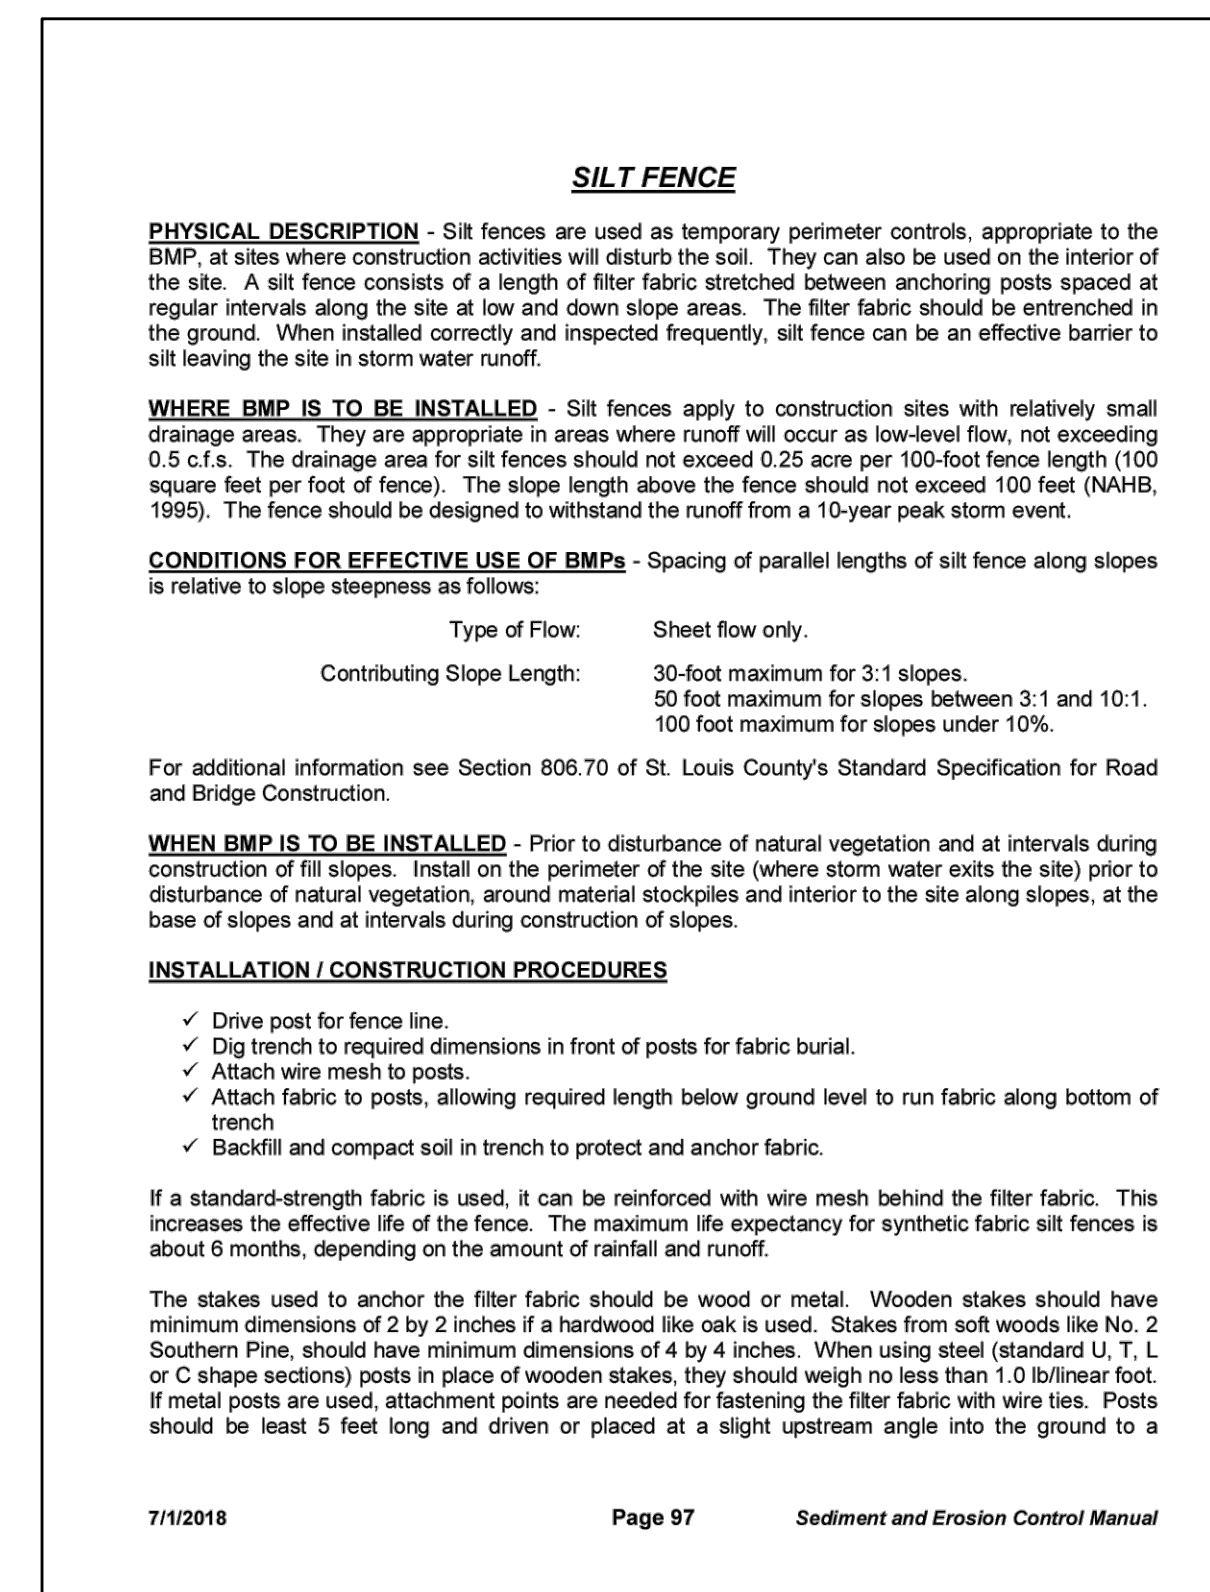 SILT FENCE
PHYSICAL DESCRIPTION - Silt fences are used as temporary perimeter controls, appropriate to the
BMP, at sites where construction activities will disturb the soil. They can also be used on the interior of
the site. A silt fence consists of a length of filter fabric stretched between anchoring posts spaced at
regular intervals along the site at low and down slope areas. The filter fabric should be entrenched in
the ground. When installed correctly and inspected frequently, silt fence can be an effective barrier to
silt leaving the site in storm water runoff.
WHERE BMP IS TO BE INSTALLED - Silt fences apply to construction sites with relatively small
drainage areas. They are appropriate in areas where runoff will occur as low-level flow, not exceeding
0.5 c.f.s. The drainage area for silt fences should not exceed 0.25 acre per 100-foot fence length (100
square feet per foot of fence). The slope length above the fence should not exceed 100 feet (NAHB,
1995). The fence should be designed to withstand the runoff from a 10-year peak storm event.
CONDITIONS FOR EFFECTIVE USE OF BMPs - Spacing of parallel lengths of silt fence along slopes
is relative to slope steepness as follows:
Type of Flow: Sheet flow only.
Contributing Slope Length: 30-foot maximum for 3:1 slopes.
50 foot maximum for slopes between 3:1 and 10:1.
100 foot maximum for slopes under 10%.
For additional information see Section 806.70 of St. Louis County's Standard Specification for Road
and Bridge Construction.
WHEN BMP IS TO BE INSTALLED - Prior to disturbance of natural vegetation and at intervals during
construction of fill slopes. Install on the perimeter of the site (where storm water exits the site) prior to
disturbance of natural vegetation, around material stockpiles and interior to the site along slopes, at the
base of slopes and at intervals during construction of slopes.
INSTALLATION / CONSTRUCTION PROCEDURES
✓ Drive post for fence line.
✓ Dig trench to required dimensions in front of posts for fabric burial.
✓ Attach wire mesh to posts.
✓ Attach fabric to posts, allowing required length below ground level to run fabric along bottom of
trench
✓ Backfill and compact soil in trench to protect and anchor fabric.
If a standard-strength fabric is used, it can be reinforced with wire mesh behind the filter fabric. This
increases the effective life of the fence. The maximum life expectancy for synthetic fabric silt fences is
about 6 months, depending on the amount of rainfall and runoff.
The stakes used to anchor the filter fabric should be wood or metal. Wooden stakes should have
minimum dimensions of 2 by 2 inches if a hardwood like oak is used. Stakes from soft woods like No. 2
Southern Pine, should have minimum dimensions of 4 by 4 inches. When using steel (standard U, T, L
or C shape sections) posts in place of wooden stakes, they should weigh no less than 1.0 lb/linear foot.
If metal posts are used, attachment points are needed for fastening the filter fabric with wire ties. Posts
should be least 5 feet long and driven or placed at a slight upstream angle into the ground to a
7/1/2018 Page 97 Sediment and Erosion Control Manual